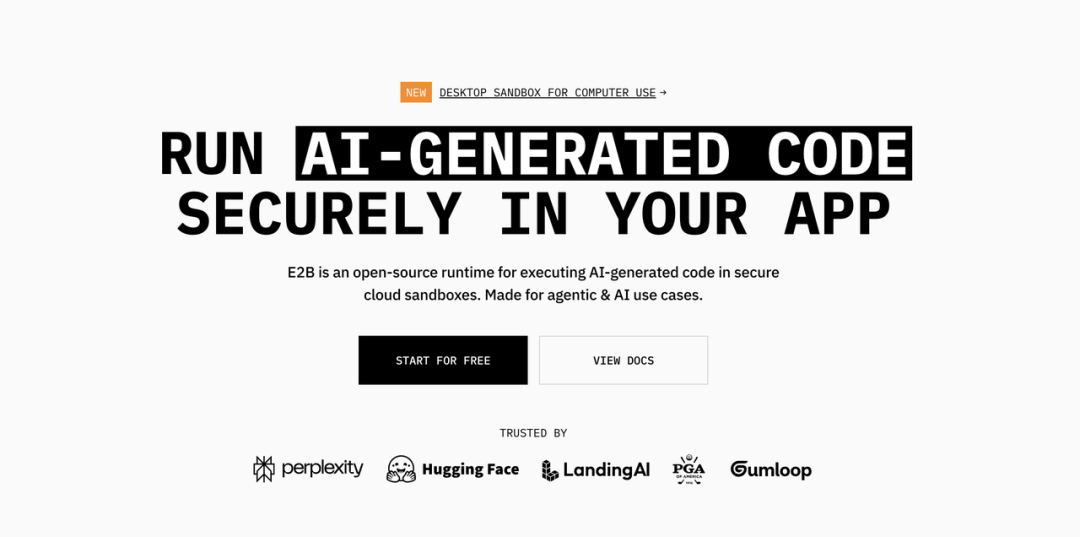 NEW DESKTOP SANDBOX FOR COMPUTER USE →
RUN AI-GENERATED CODE
SECURELY IN YOUR APP
E2B is an open-source runtime for executing AI-generated code in secure
cloud sandboxes. Made for agentic & AI use cases.
START FOR FREE VIEW DOCS
TRUSTED BY
perplexity Hugging Face LandingAI PGA OF AMERICA Gumloop